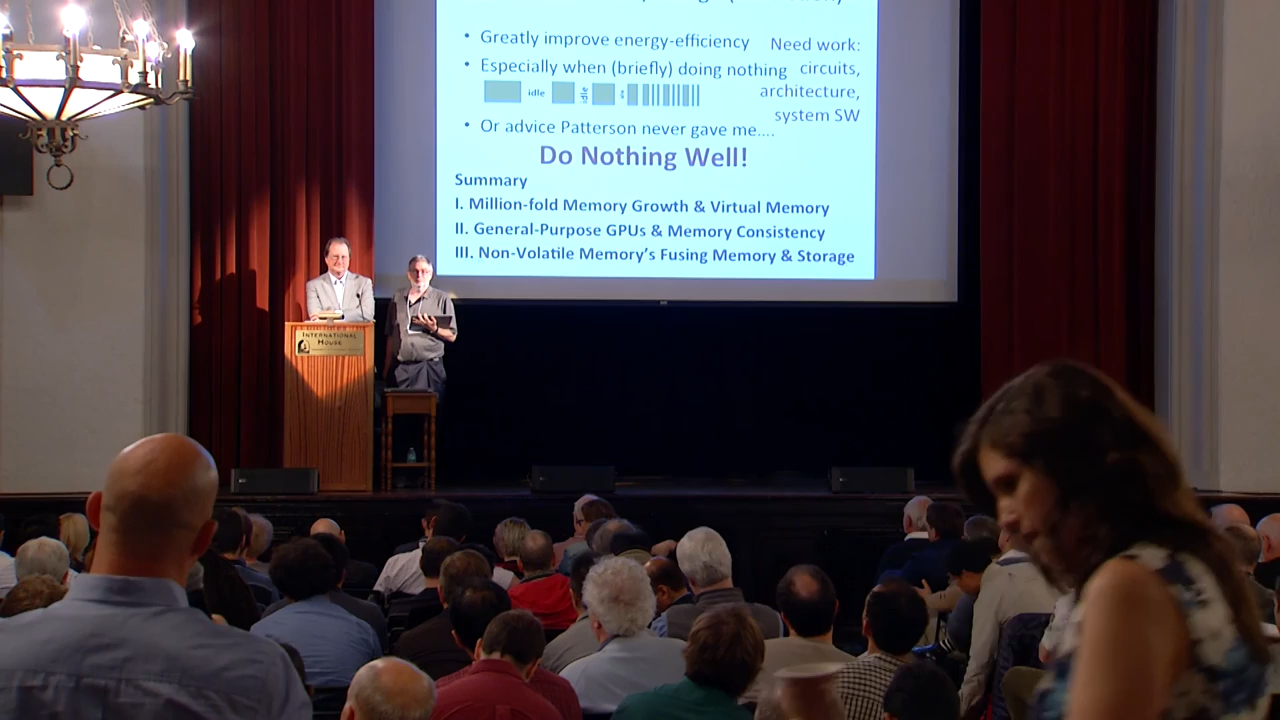 • Greatly improve energy-efficiency
Need work:
• Especially when (briefly) doing nothing
circuits,
architecture,
system SW
idle
idle
• Or advice Patterson never gave me....
Do Nothing Well!
Summary
I. Million-fold Memory Growth & Virtual Memory
II. General-Purpose GPUs & Memory Consistency
III. Non-Volatile Memory's Fusing Memory & Storage
INTERNATIONAL
HOUSE